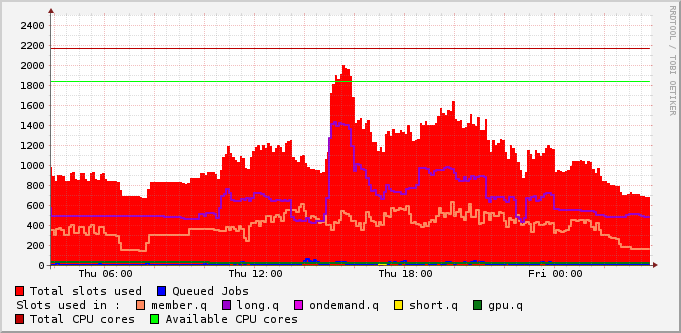 RRDTOOL / TOBI OETIKER
2400
2200
2000
1800
1600
1400
1200
1000
800
600
400
200
0
Thu 06:00 Thu 12:00 Thu 18:00 Fri 00:00
Total slots used Queued Jobs
Slots used in : member.q long.q ondemand.q short.q gpu.q
Total CPU cores Available CPU cores